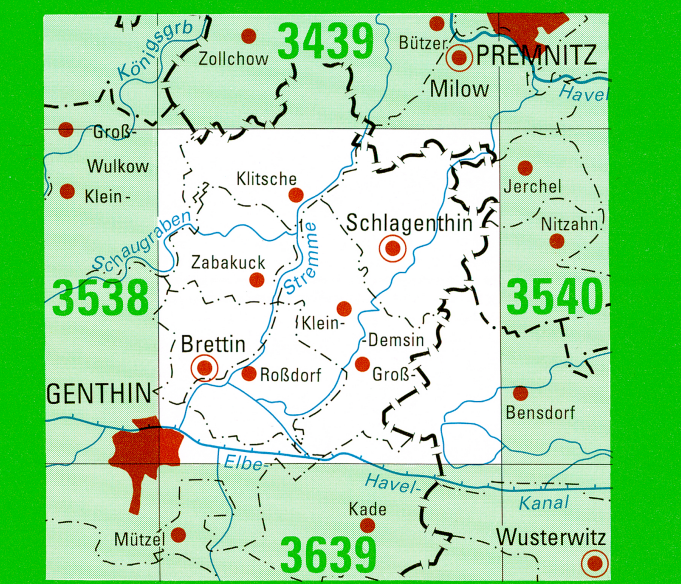 Königsgrb
Zollchow
3439
Bützer
PREMNITZ
Milow
Havel
Groß-
Wulkow
Klein-
Klitsche
Jerchel
Schlagenthin
Nitzahn
Schaugraben
Stremme
Zabakuck
3538
3540
Klein-
-Demsin
Brettin
Roßdorf
Groß-
GENTHIN
Bensdorf
Elbe-
Havel-
Kanal
Kade
Mützel
3639
Wusterwitz